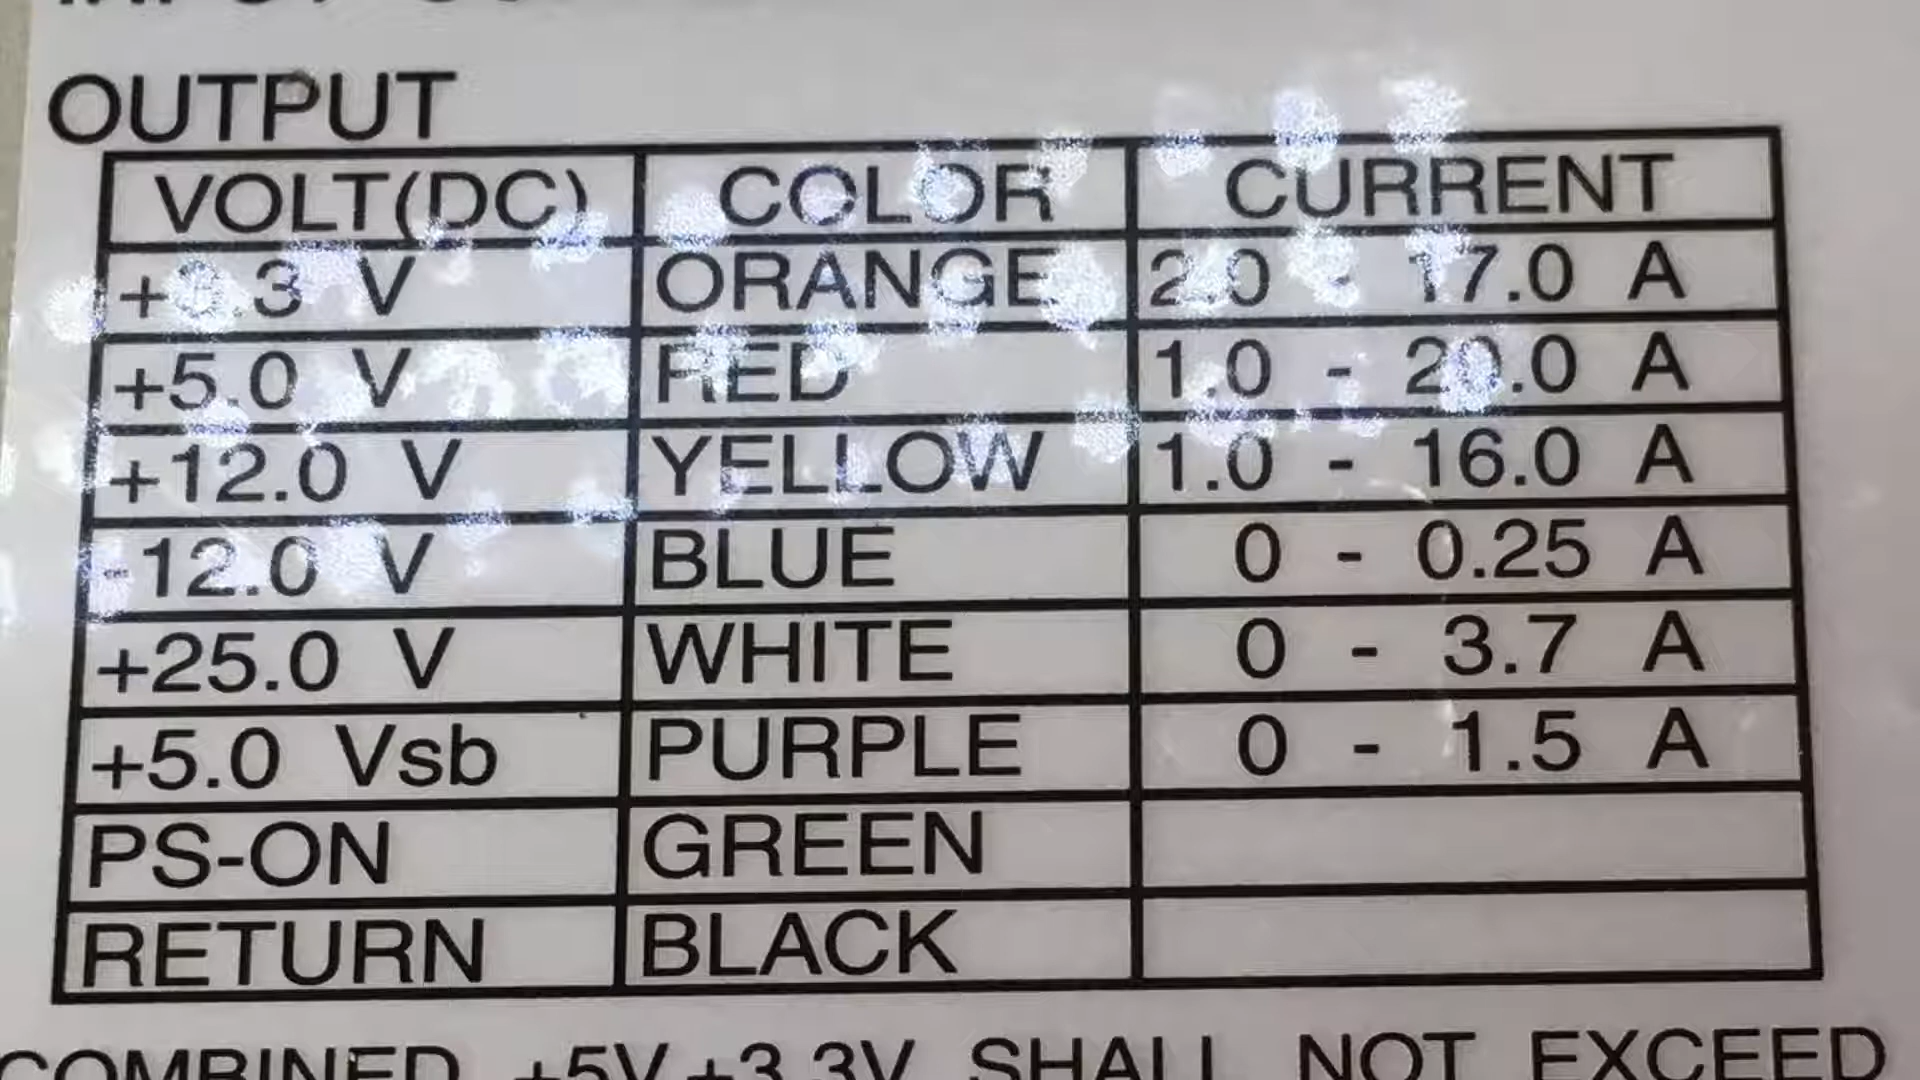 OUTPUT
VOLT(DC) COLOR CURRENT
+3.3 V ORANGE 2.0 - 17.0 A
+5.0 V RED 1.0 - 20.0 A
+12.0 V YELLOW 1.0 - 16.0 A
-12.0 V BLUE 0 - 0.25 A
+25.0 V WHITE 0 - 3.7 A
+5.0 Vsb PURPLE 0 - 1.5 A
PS-ON GREEN
RETURN BLACK
COMBINED +5V,+3.3V SHALL NOT EXCEED